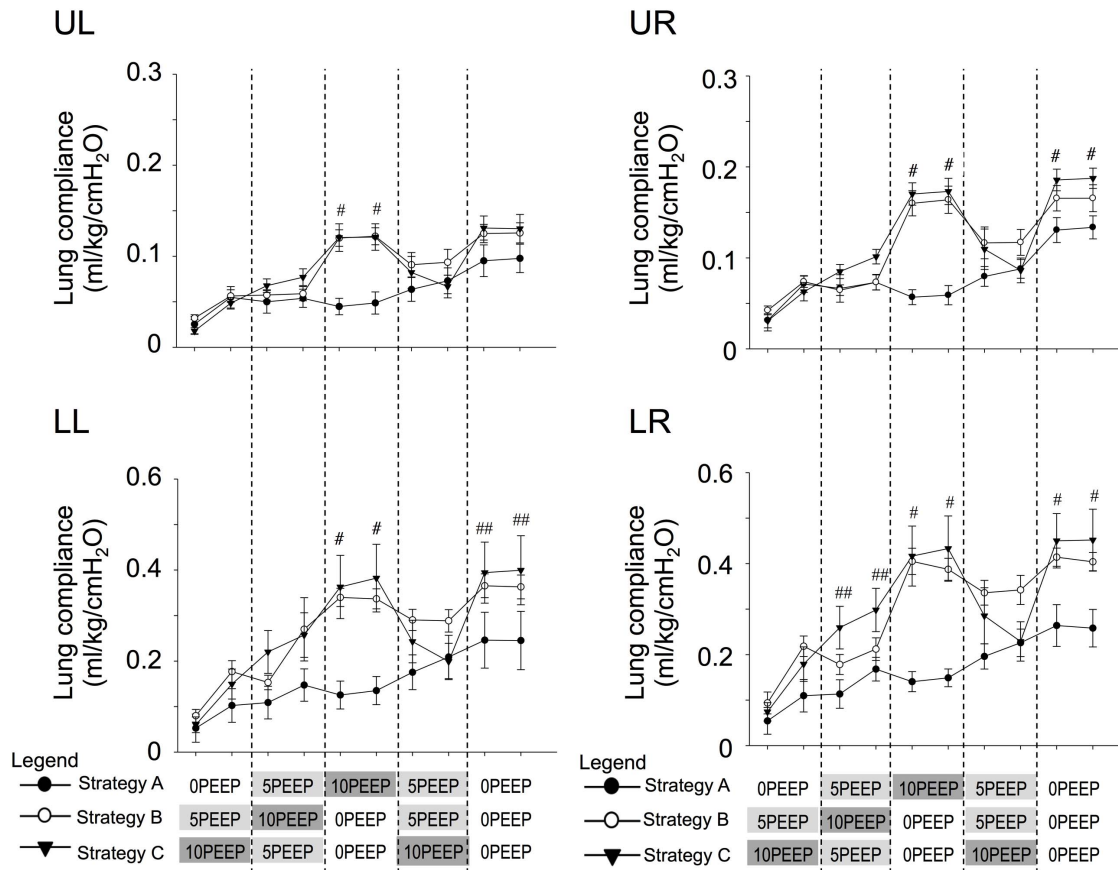 UL
0.3
0.2
0.1
0
Lung compliance
(ml/kg/cmH2O)
# #
UR
0.3
0.2
0.1
0
Lung compliance
(ml/kg/cmH2O)
# # # #
LL
0.6
0.4
0.2
0
Lung compliance
(ml/kg/cmH2O)
# # ## ##
LR
0.6
0.4
0.2
0
Lung compliance
(ml/kg/cmH2O)
## ## # # # #
Legend
Strategy A 0PEEP 5PEEP 10PEEP 5PEEP 0PEEP
Strategy B 5PEEP 10PEEP 0PEEP 5PEEP 0PEEP
Strategy C 10PEEP 5PEEP 0PEEP 10PEEP 0PEEP
Legend
Strategy A 0PEEP 5PEEP 10PEEP 5PEEP 0PEEP
Strategy B 5PEEP 10PEEP 0PEEP 5PEEP 0PEEP
Strategy C 10PEEP 5PEEP 0PEEP 10PEEP 0PEEP